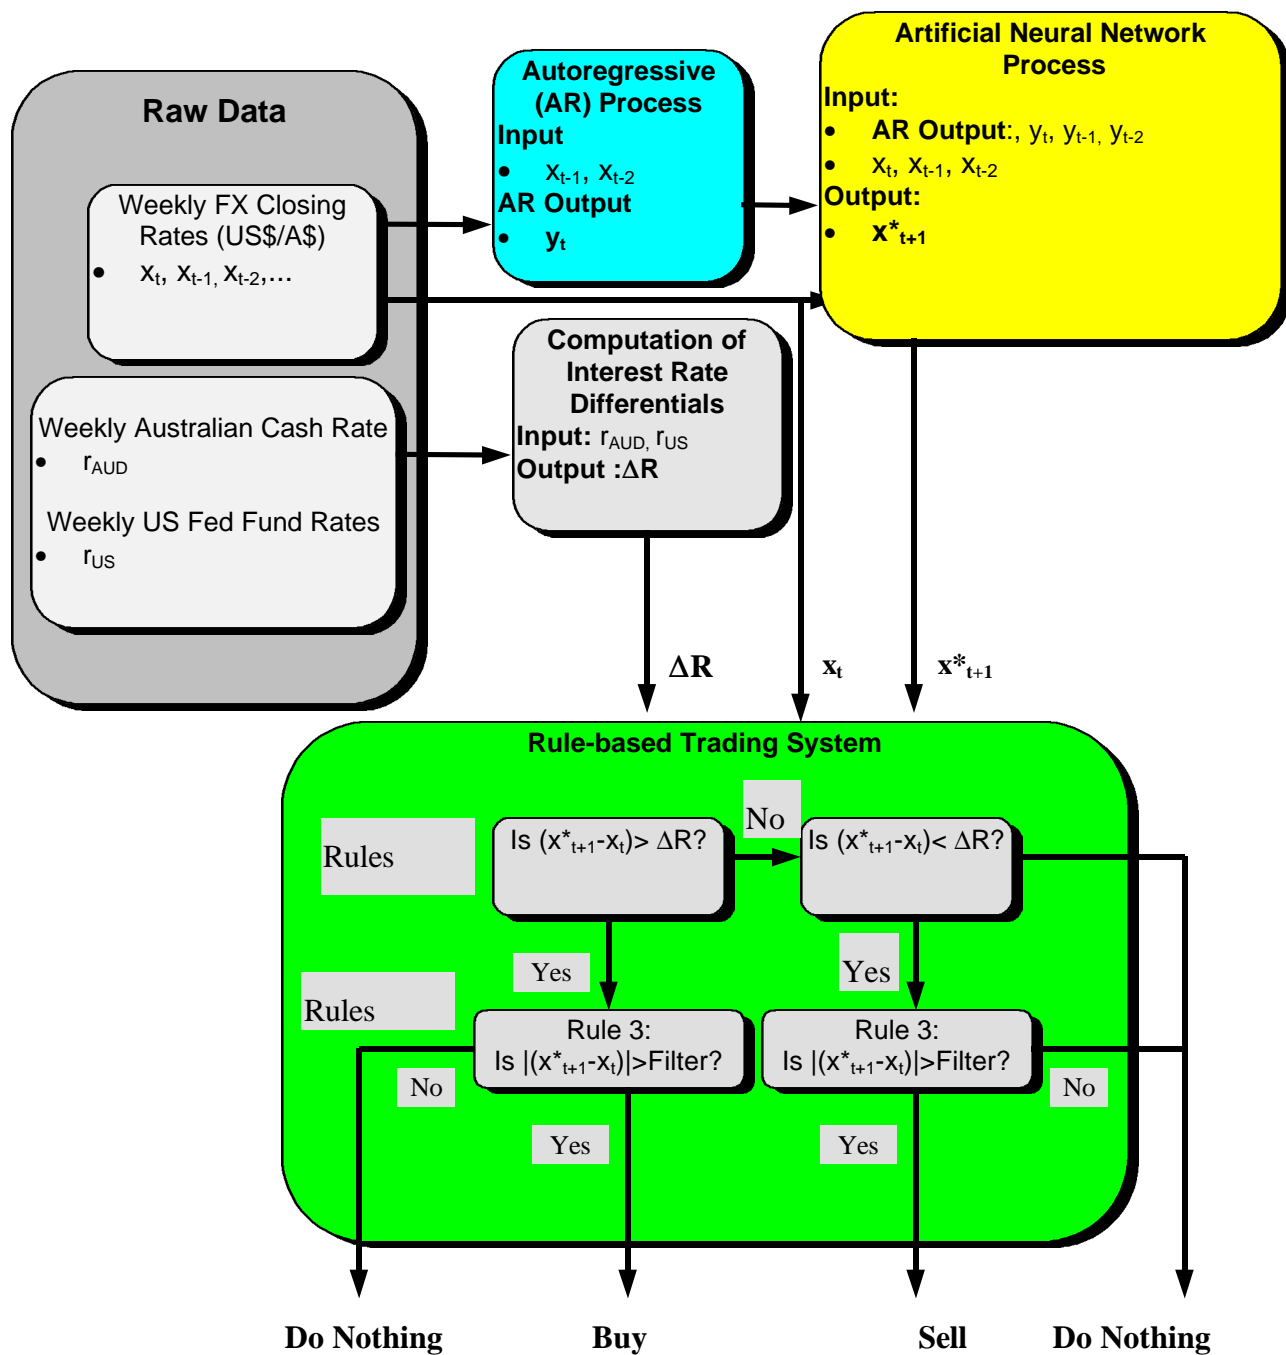 Raw Data
Weekly FX Closing
Rates (US$/A$)
• xₜ, xₜ₋₁, xₜ₋₂,…
Weekly Australian Cash Rate
• r_AUD
Weekly US Fed Fund Rates
• r_US
Autoregressive
(AR) Process
Input
• xₜ₋₁, xₜ₋₂
AR Output
• yₜ
Artificial Neural Network
Process
Input:
• AR Output:, yₜ, yₜ₋₁, yₜ₋₂
• xₜ, xₜ₋₁, xₜ₋₂
Output:
• x*ₜ₊₁
Computation of
Interest Rate
Differentials
Input: r_AUD, r_US
Output :ΔR
ΔR
xₜ
x*ₜ₊₁
Rule-based Trading System
Rules
Is (x*ₜ₊₁-xₜ)> ΔR?
No
Is (x*ₜ₊₁-xₜ)< ΔR?
Yes
Yes
Rules
Rule 3:
Is |(x*ₜ₊₁-xₜ)|>Filter?
Rule 3:
Is |(x*ₜ₊₁-xₜ)|>Filter?
No
Yes
Yes
No
Do Nothing
Buy
Sell
Do Nothing